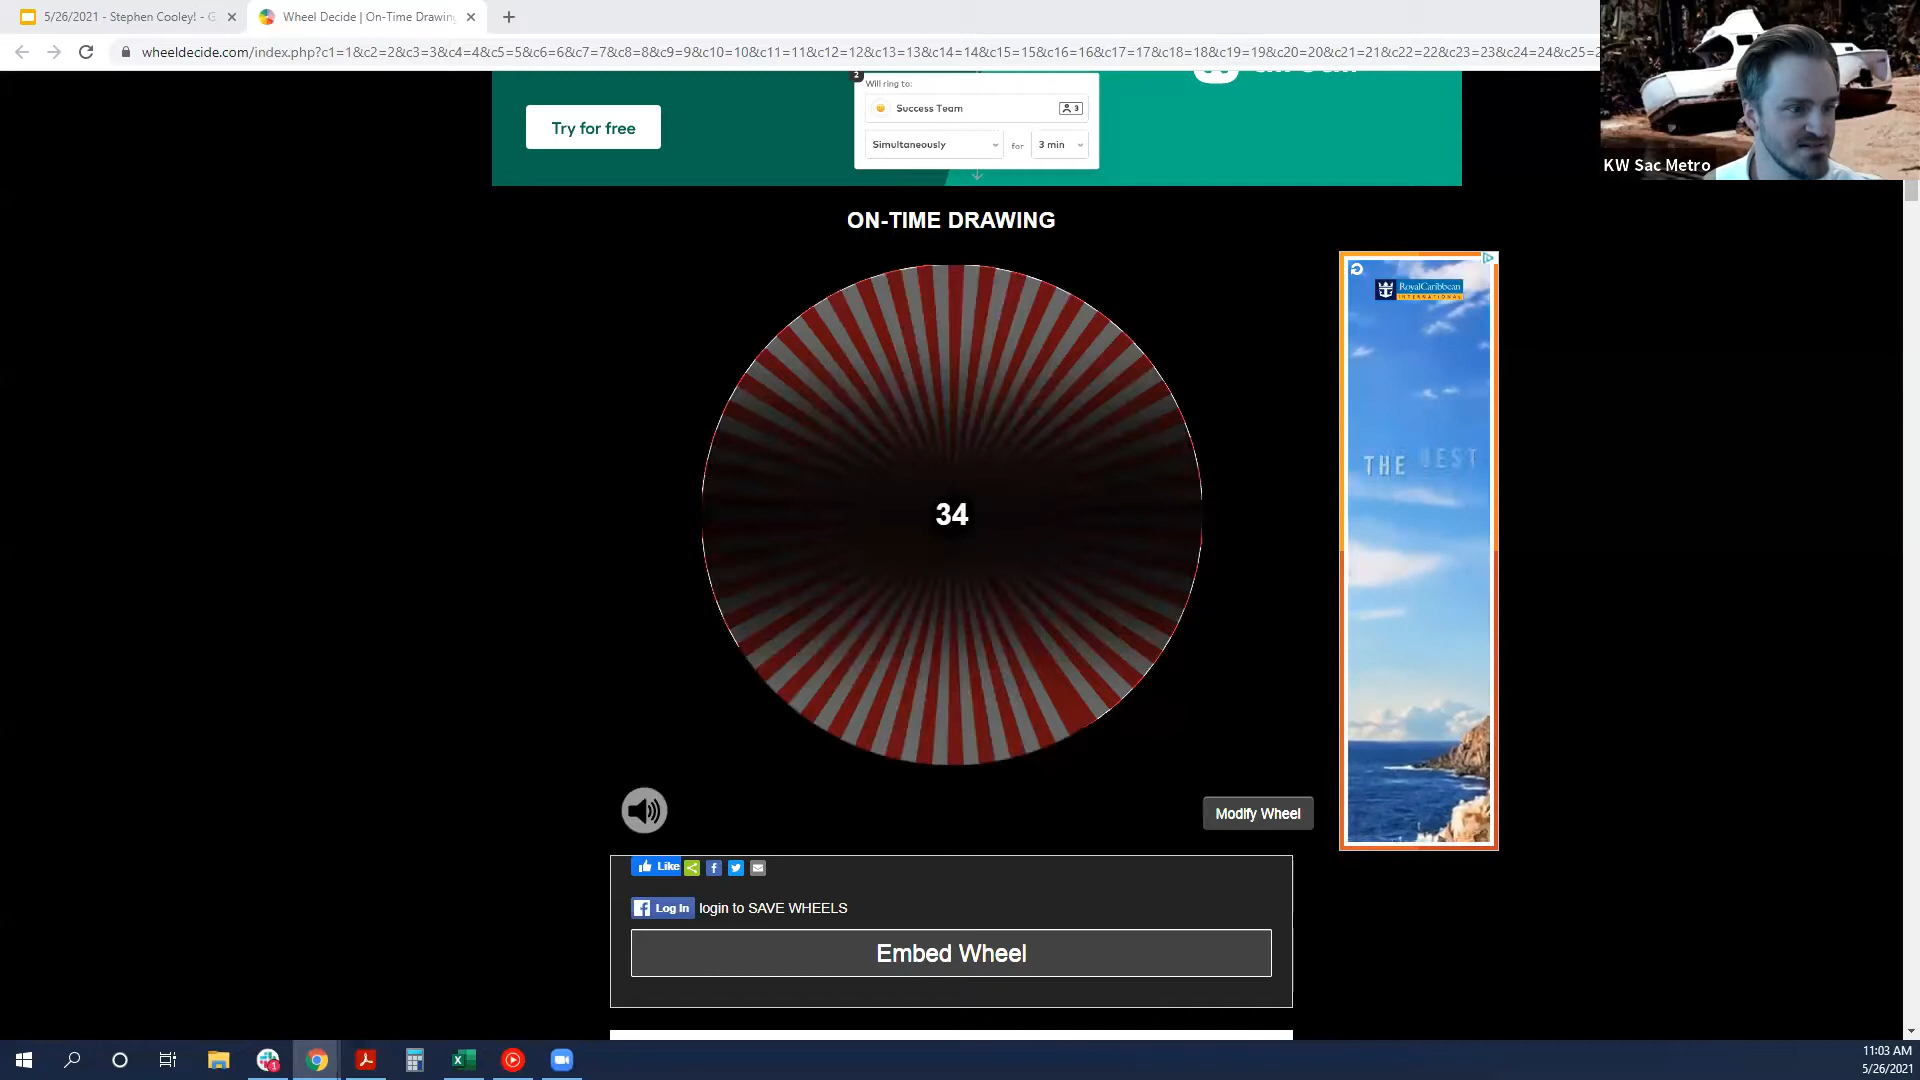 5/26/2021 - Stephen Cooley! - G
Wheel Decide | On-Time Drawing
wheeldecide.com/index.php?c1=1&c2=2&c3=3&c4=4&c5=5&c6=6&c7=7&c8=8&c9=9&c10=10&c11=11&c12=12&c13=13&c14=14&c15=15&c16=16&c17=17&c18=18&c19=19&c20=20&c21=21&c22=22&c23=23&c24=24&c25=2
Try for free
2
Will ring to:
Success Team
3
Simultaneously
for
3 min
KW Sac Metro
ON-TIME DRAWING
34
RoyalCaribbean
INTERNATIONAL
THE
Modify Wheel
Like
Log In
login to SAVE WHEELS
Embed Wheel
1
11:03 AM
5/26/2021